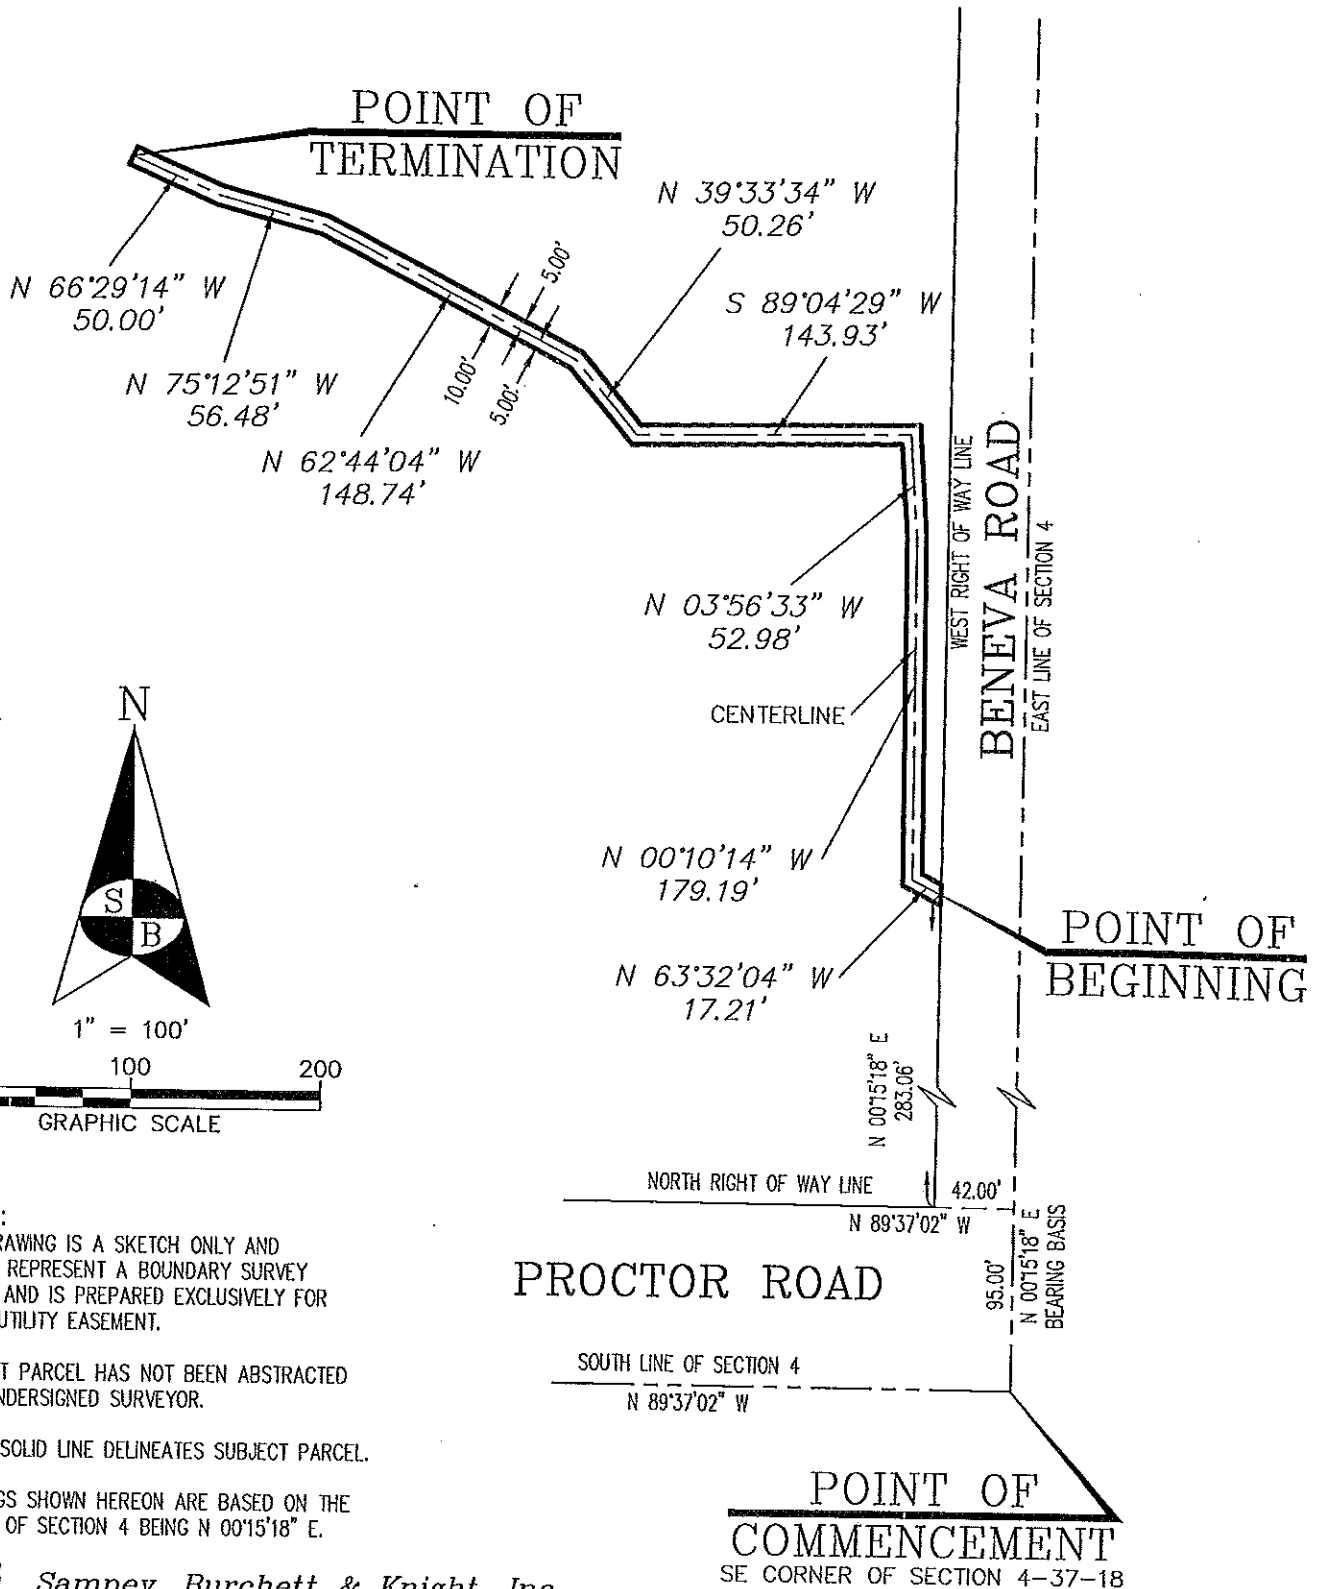 POINT OF
TERMINATION
N 39°33'34" W
50.26'
N 66°29'14" W
50.00'
5.00'
S 89°04'29" W
143.93'
N 75°12'51" W
56.48'
10.00'
5.00'
N 62°44'04" W
148.74'
WEST RIGHT OF WAY LINE
BENEVA ROAD
EAST LINE OF SECTION 4
N 03°56'33" W
52.98'
CENTERLINE
N
S
B
1" = 100'
100 200
GRAPHIC SCALE
N 00°10'14" W
179.19'
POINT OF
BEGINNING
N 63°32'04" W
17.21'
N 00°15'18" E
283.06'
NORTH RIGHT OF WAY LINE
42.00'
N 89°37'02" W
PROCTOR ROAD
95.00'
N 00°15'18" E
BEARING BASIS
SOUTH LINE OF SECTION 4
N 89°37'02" W
:
RAWING IS A SKETCH ONLY AND
REPRESENT A BOUNDARY SURVEY
AND IS PREPARED EXCLUSIVELY FOR
UTILITY EASEMENT.
T PARCEL HAS NOT BEEN ABSTRACTED
NDERSIGNED SURVEYOR.
SOLID LINE DELINEATES SUBJECT PARCEL.
GS SHOWN HEREON ARE BASED ON THE
OF SECTION 4 BEING N 00°15'18" E.
POINT OF
COMMENCEMENT
SE CORNER OF SECTION 4-37-18
Sampey, Burchett & Knight, Inc.